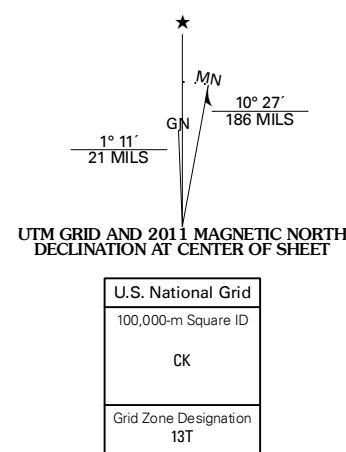 ★
MN
10° 27´
186 MILS
GN
1° 11´
21 MILS
UTM GRID AND 2011 MAGNETIC NORTH
DECLINATION AT CENTER OF SHEET
U.S. National Grid
100,000-m Square ID
CK
Grid Zone Designation
13T